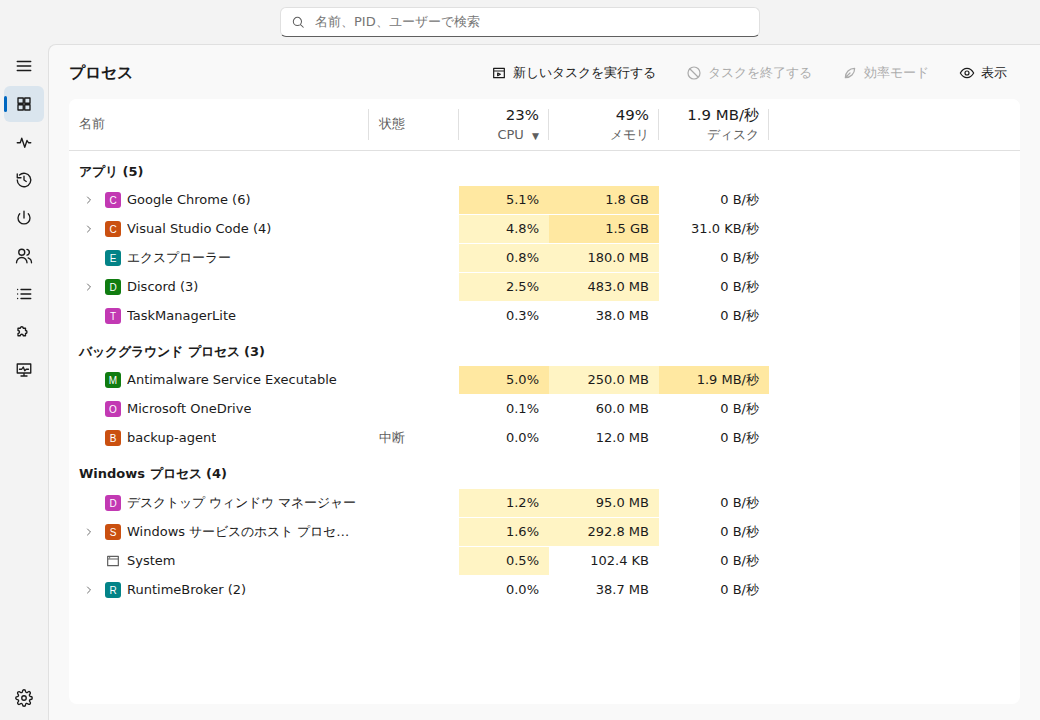 名前、PID、ユーザーで検索
プロセス
新しいタスクを実行する
タスクを終了する
効率モード
表示
名前
状態
23%
CPU ▼
49%
メモリ
1.9 MB/秒
ディスク
アプリ (5)
C Google Chrome (6) 5.1% 1.8 GB 0 B/秒
C Visual Studio Code (4) 4.8% 1.5 GB 31.0 KB/秒
E エクスプローラー 0.8% 180.0 MB 0 B/秒
D Discord (3) 2.5% 483.0 MB 0 B/秒
T TaskManagerLite 0.3% 38.0 MB 0 B/秒
バックグラウンド プロセス (3)
M Antimalware Service Executable 5.0% 250.0 MB 1.9 MB/秒
O Microsoft OneDrive 0.1% 60.0 MB 0 B/秒
B backup-agent 中断 0.0% 12.0 MB 0 B/秒
Windows プロセス (4)
D デスクトップ ウィンドウ マネージャー 1.2% 95.0 MB 0 B/秒
S Windows サービスのホスト プロセ... 1.6% 292.8 MB 0 B/秒
System 0.5% 102.4 KB 0 B/秒
R RuntimeBroker (2) 0.0% 38.7 MB 0 B/秒